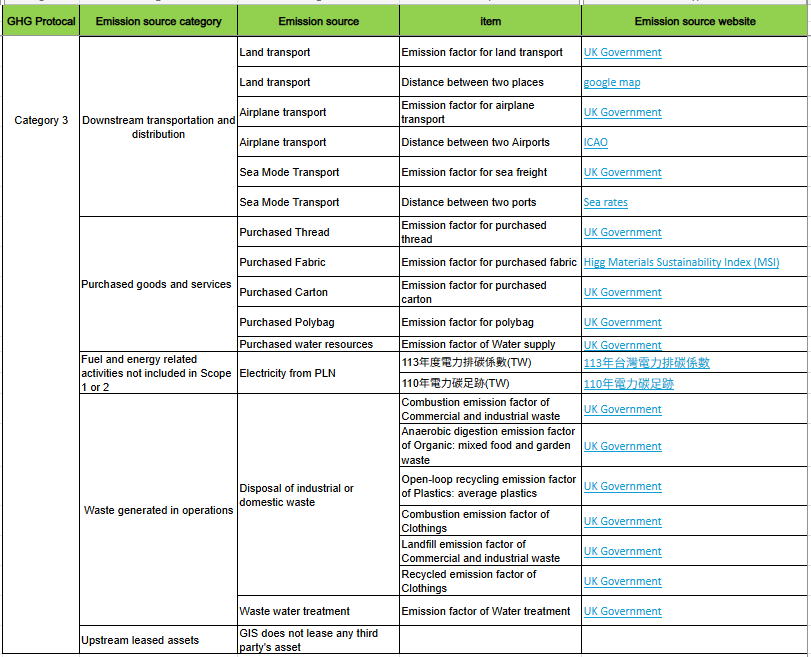 GHG Protocal Emission source category Emission source item Emission source website
Land transport Emission factor for land transport UK Government
Land transport Distance between two places google map
Category 3 Downstream transportation and
distribution
Airplane transport Emission factor for airplane
transport UK Government
Airplane transport Distance between two Airports ICAO
Sea Mode Transport Emission factor for sea freight UK Government
Sea Mode Transport Distance between two ports Sea rates
Purchased goods and services
Purchased Thread Emission factor for purchased
thread UK Government
Purchased Fabric Emission factor for purchased fabric Higg Materials Sustainability Index (MSI)
Purchased Carton Emission factor for purchased
carton UK Government
Purchased Polybag Emission factor for polybag UK Government
Purchased water resources Emission factor of Water supply UK Government
Fuel and energy related
activities not included in Scope
1 or 2
Electricity from PLN
113年度電力排碳係數(TW) 113年台灣電力排碳係數
110年電力碳足跡(TW) 110年電力碳足跡
Waste generated in operations
Disposal of industrial or
domestic waste
Combustion emission factor of
Commercial and industrial waste UK Government
Anaerobic digestion emission factor
of Organic: mixed food and garden
waste UK Government
Open-loop recycling emission factor
of Plastics: average plastics UK Government
Combustion emission factor of
Clothings UK Government
Landfill emission factor of
Commercial and industrial waste UK Government
Recycled emission factor of
Clothings UK Government
Waste water treatment Emission factor of Water treatment UK Government
Upstream leased assets GIS does not lease any third
party's asset